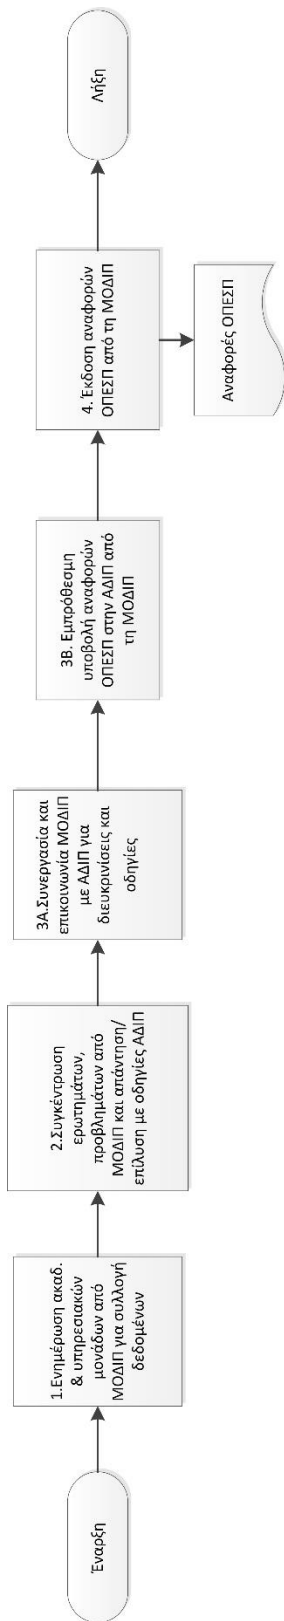 Έναρξη
1.Ενημέρωση ακαδ.
& υπηρεσιακών
μονάδων από
ΜΟΔΙΠ για συλλογή
δεδομένων
2.Συγκέντρωση
ερωτημάτων,
προβλημάτων από
ΜΟΔΙΠ και απάντηση/
επίλυση με οδηγίες ΑΔΙΠ
3Α.Συνεργασία και
επικοινωνία ΜΟΔΙΠ
με ΑΔΙΠ για
διευκρινίσεις και
οδηγίες
3Β. Εμπρόθεσμη
υποβολή αναφορών
ΟΠΕΣΠ στην ΑΔΙΠ από
τη ΜΟΔΙΠ
4. Έκδοση αναφορών
ΟΠΕΣΠ από τη ΜΟΔΙΠ
Αναφορές ΟΠΕΣΠ
Λήξη